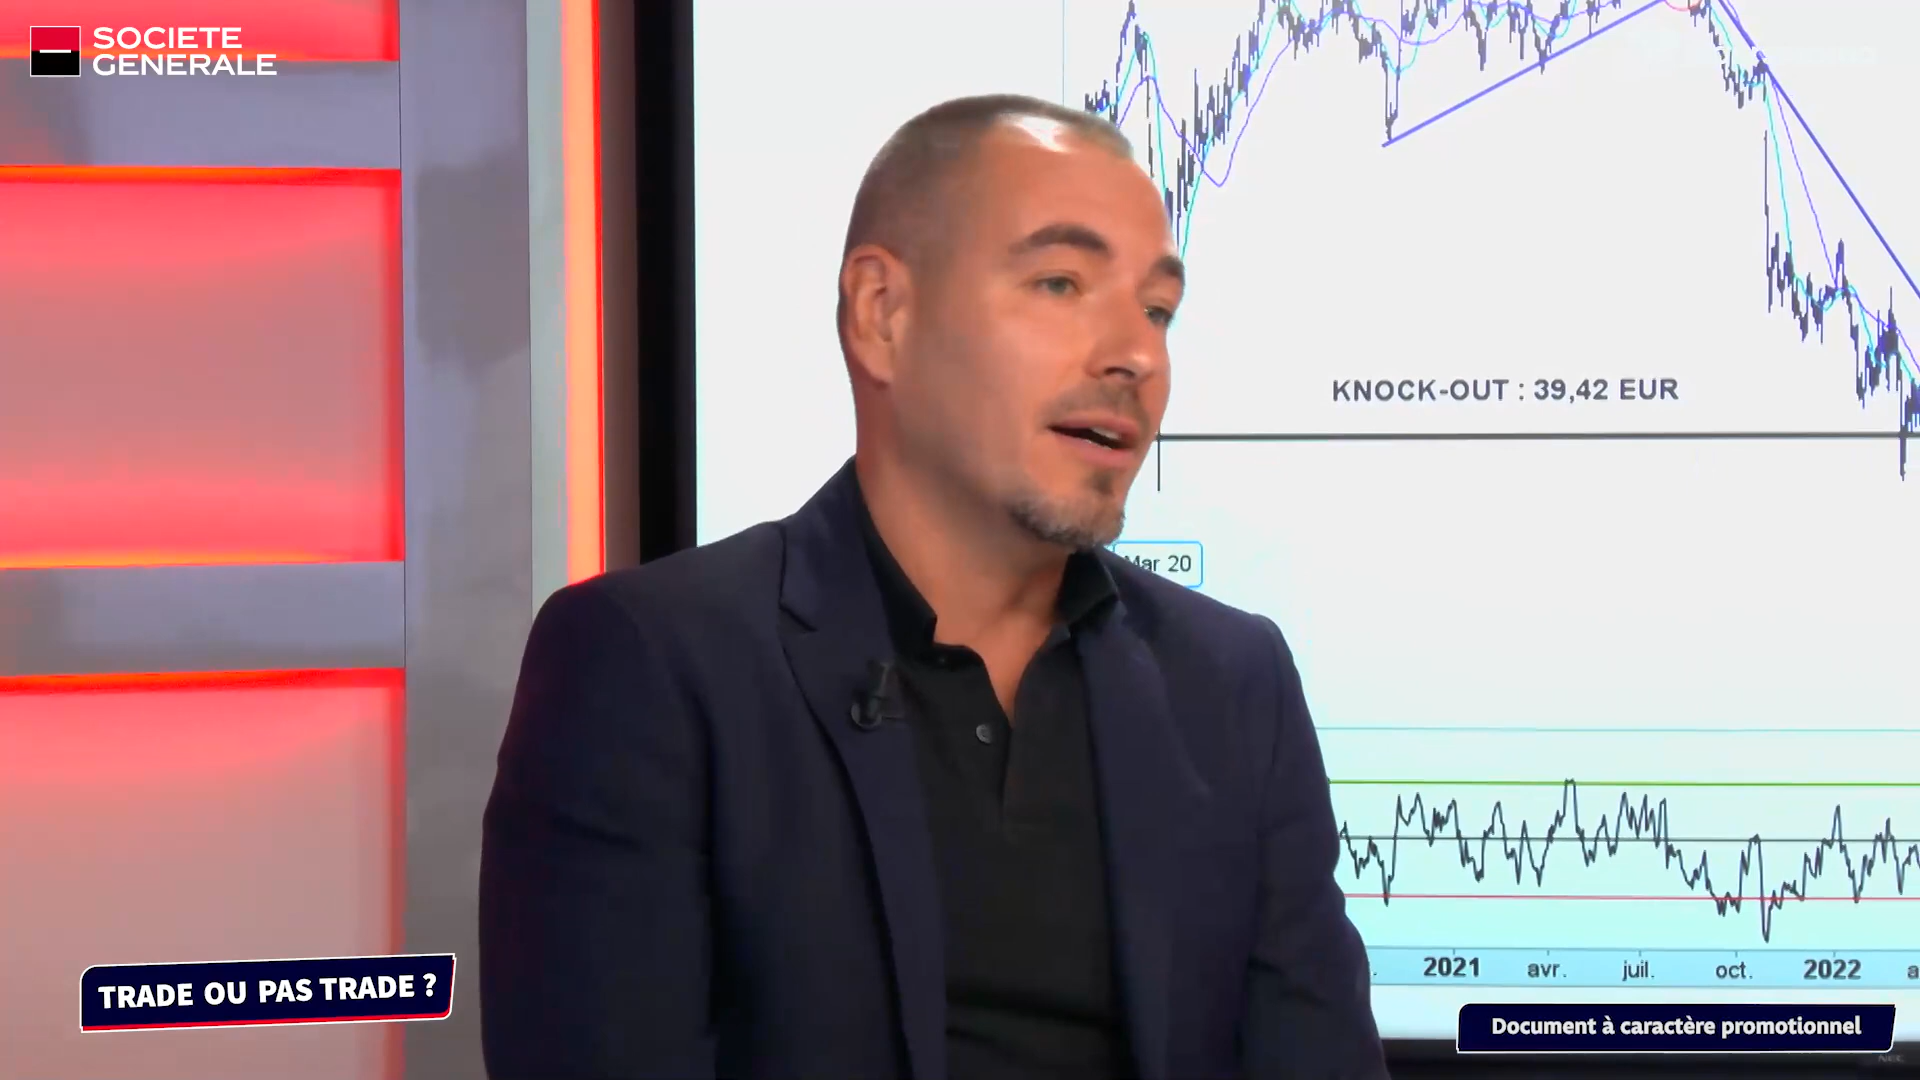 SOCIETE
GENERALE
KNOCK-OUT : 39,42 EUR
Mar 20
2021 avr. juil. oct. 2022
TRADE OU PAS TRADE ?
Document à caractère promotionnel
NEC